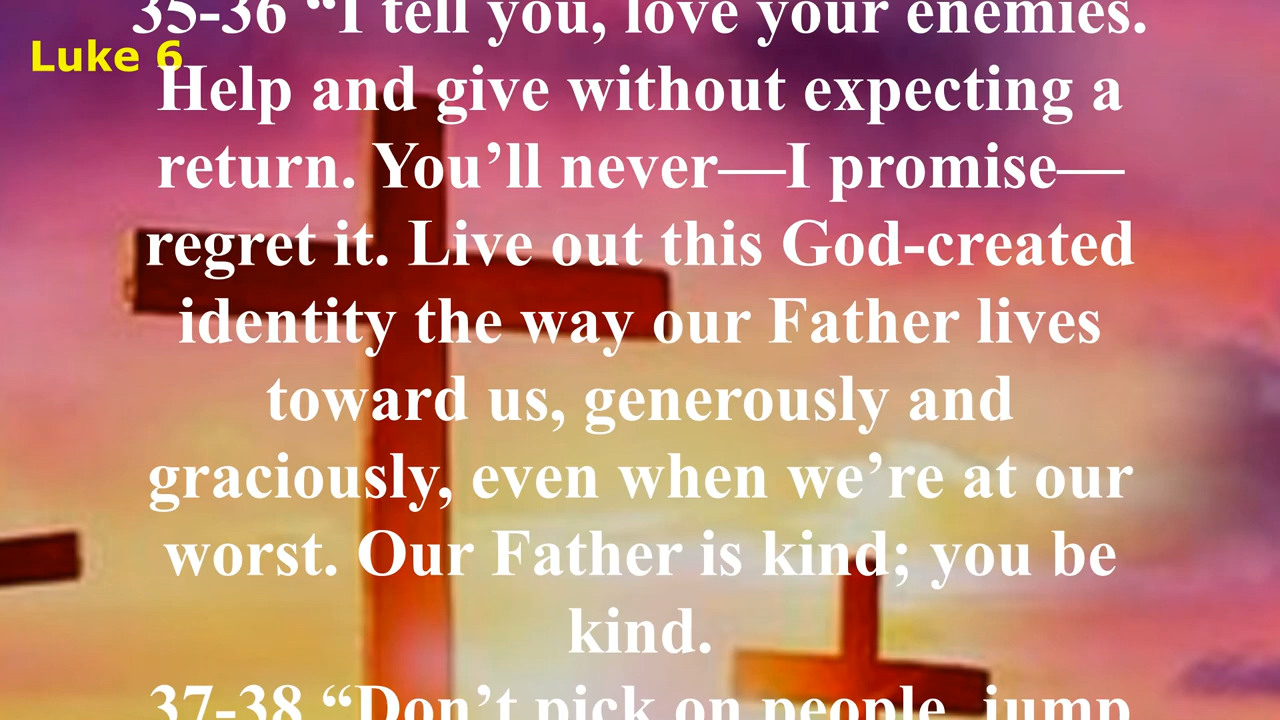 35-36 “I tell you, love your enemies.
Luke 6
Help and give without expecting a
return. You’ll never—I promise—
regret it. Live out this God-created
identity the way our Father lives
toward us, generously and
graciously, even when we’re at our
worst. Our Father is kind; you be
kind.
37-38 “Don’t pick on people, jump